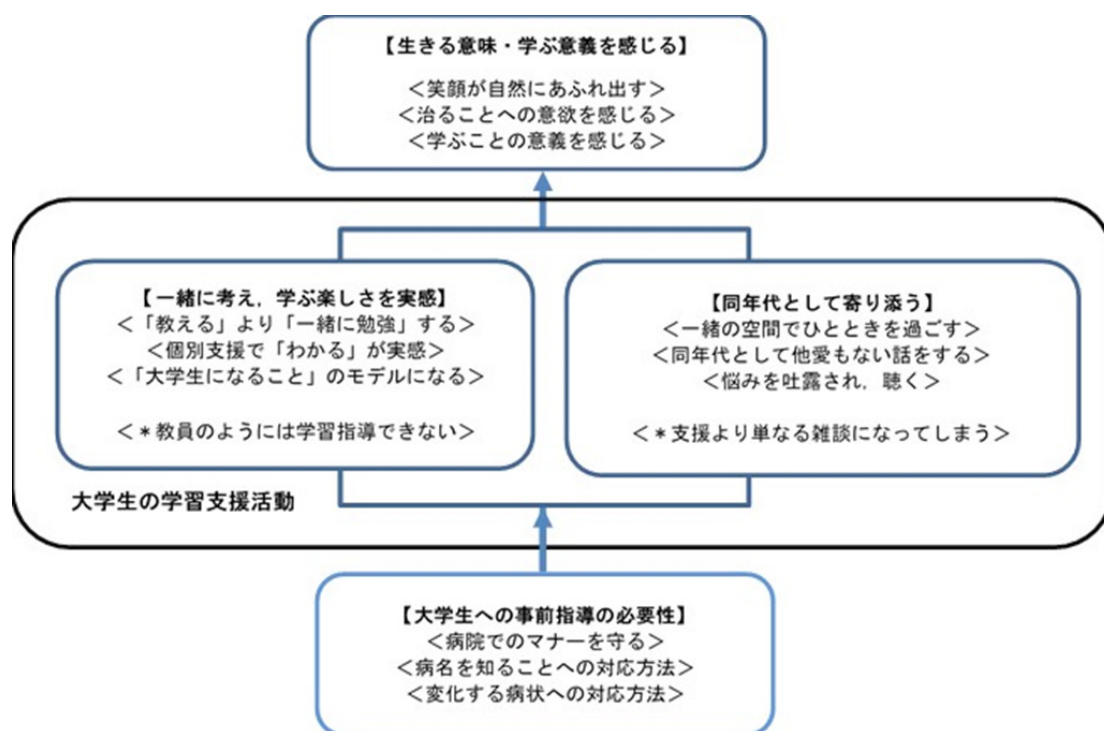 【生きる意味・学ぶ意義を感じる】
＜笑顔が自然にあふれ出す＞
＜治ることへの意欲を感じる＞
＜学ぶことの意義を感じる＞
【一緒に考え，学ぶ楽しさを実感】
＜「教える」より「一緒に勉強」する＞
＜個別支援で「わかる」が実感＞
＜「大学生になること」のモデルになる＞
＜＊教員のようには学習指導できない＞
【同年代として寄り添う】
＜一緒の空間でひとときを過ごす＞
＜同年代として他愛もない話をする＞
＜悩みを吐露され，聴く＞
＜＊支援より単なる雑談になってしまう＞
大学生の学習支援活動
【大学生への事前指導の必要性】
＜病院でのマナーを守る＞
＜病名を知ることへの対応方法＞
＜変化する病状への対応方法＞